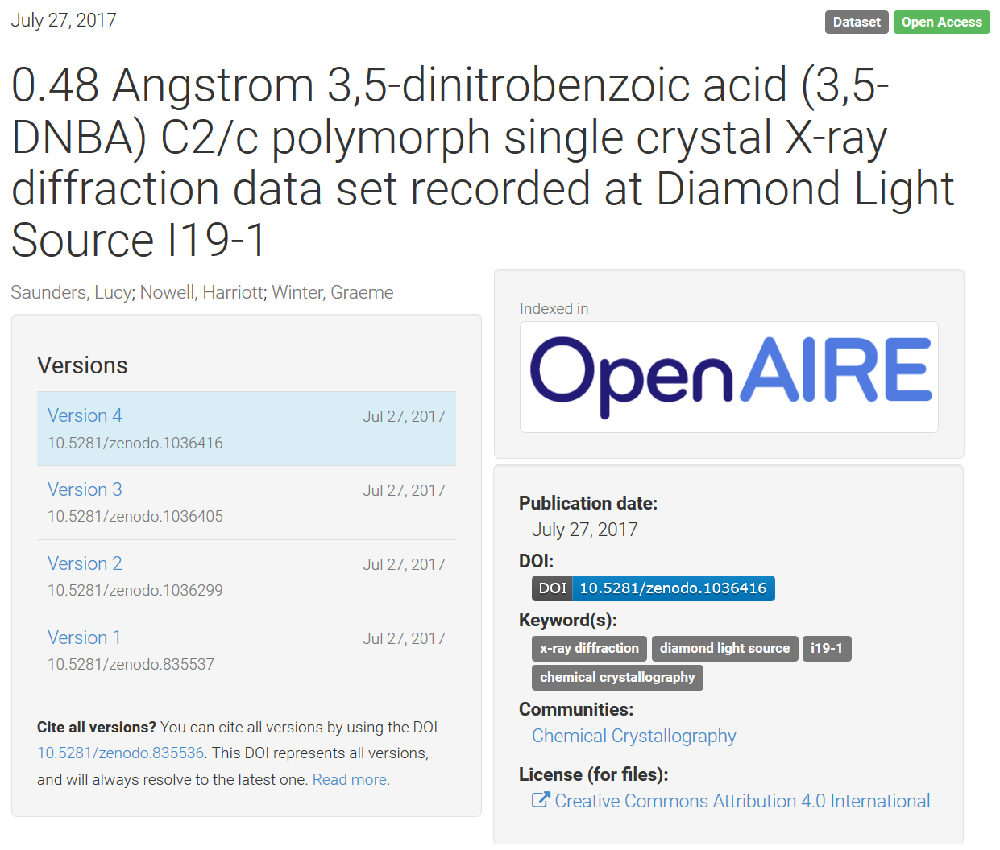 July 27, 2017
Dataset
Open Access
0.48 Angstrom 3,5-dinitrobenzoic acid (3,5-
DNBA) C2/c polymorph single crystal X-ray
diffraction data set recorded at Diamond Light
Source I19-1
Saunders, Lucy; Nowell, Harriott; Winter, Graeme
Versions
Version 4 Jul 27, 2017
10.5281/zenodo.1036416
Version 3 Jul 27, 2017
10.5281/zenodo.1036405
Version 2 Jul 27, 2017
10.5281/zenodo.1036299
Version 1 Jul 27, 2017
10.5281/zenodo.835537
Cite all versions? You can cite all versions by using the DOI
10.5281/zenodo.835536. This DOI represents all versions,
and will always resolve to the latest one. Read more.
Indexed in
OpenAIRE
Publication date:
July 27, 2017
DOI:
DOI 10.5281/zenodo.1036416
Keyword(s):
x-ray diffraction diamond light source i19-1
chemical crystallography
Communities:
Chemical Crystallography
License (for files):
Creative Commons Attribution 4.0 International